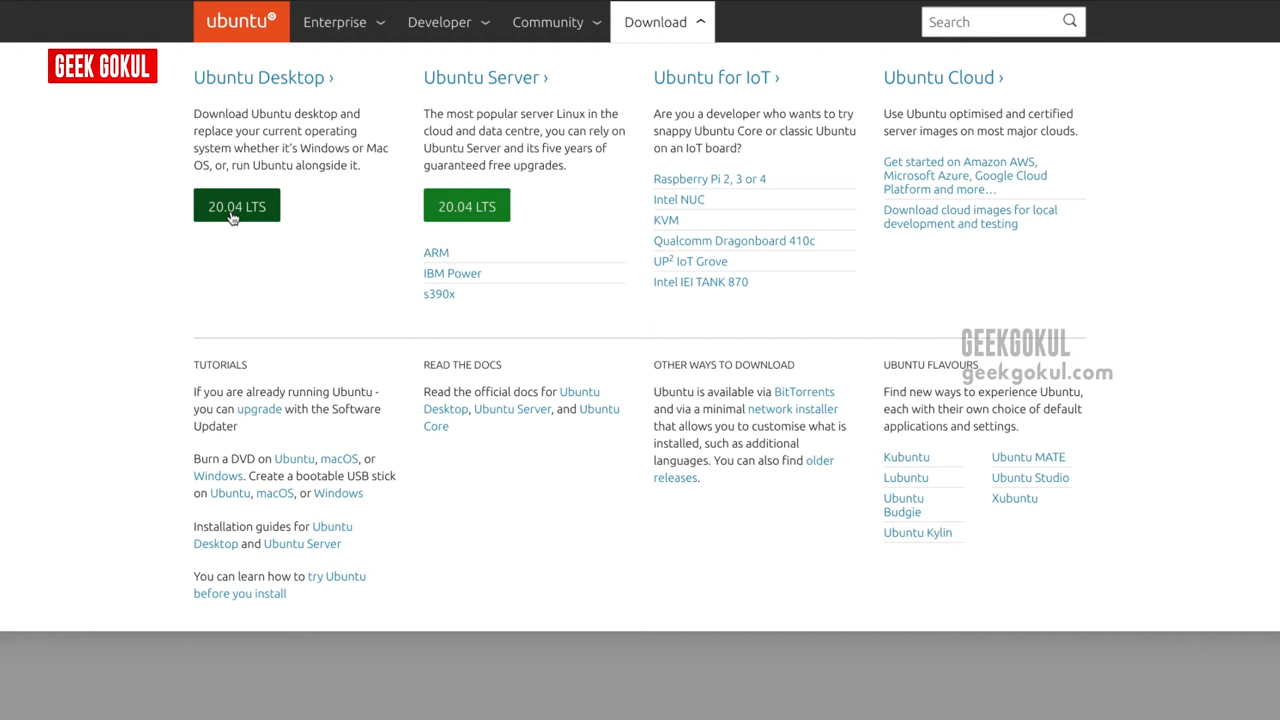 ubuntu Enterprise Developer Community Download Search
GEEK GOKUL
Ubuntu Desktop ›
Download Ubuntu desktop and
replace your current operating
system whether it's Windows or Mac
OS, or, run Ubuntu alongside it.
20.04 LTS
Ubuntu Server ›
The most popular server Linux in the
cloud and data centre, you can rely on
Ubuntu Server and its five years of
guaranteed free upgrades.
20.04 LTS
ARM
IBM Power
s390x
Ubuntu for IoT ›
Are you a developer who wants to try
snappy Ubuntu Core or classic Ubuntu
on an IoT board?
Raspberry Pi 2, 3 or 4
Intel NUC
KVM
Qualcomm Dragonboard 410c
UP² IoT Grove
Intel IEI TANK 870
Ubuntu Cloud ›
Use Ubuntu optimised and certified
server images on most major clouds.
Get started on Amazon AWS,
Microsoft Azure, Google Cloud
Platform and more…
Download cloud images for local
development and testing
GEEKGOKUL
geekgokul.com
TUTORIALS
If you are already running Ubuntu -
you can upgrade with the Software
Updater
Burn a DVD on Ubuntu, macOS, or
Windows. Create a bootable USB stick
on Ubuntu, macOS, or Windows
Installation guides for Ubuntu
Desktop and Ubuntu Server
You can learn how to try Ubuntu
before you install
READ THE DOCS
Read the official docs for Ubuntu
Desktop, Ubuntu Server, and Ubuntu
Core
OTHER WAYS TO DOWNLOAD
Ubuntu is available via BitTorrents
and via a minimal network installer
that allows you to customise what is
installed, such as additional
languages. You can also find older
releases.
UBUNTU FLAVOURS
Find new ways to experience Ubuntu,
each with their own choice of default
applications and settings.
Kubuntu
Lubuntu
Ubuntu
Budgie
Ubuntu Kylin
Ubuntu MATE
Ubuntu Studio
Xubuntu